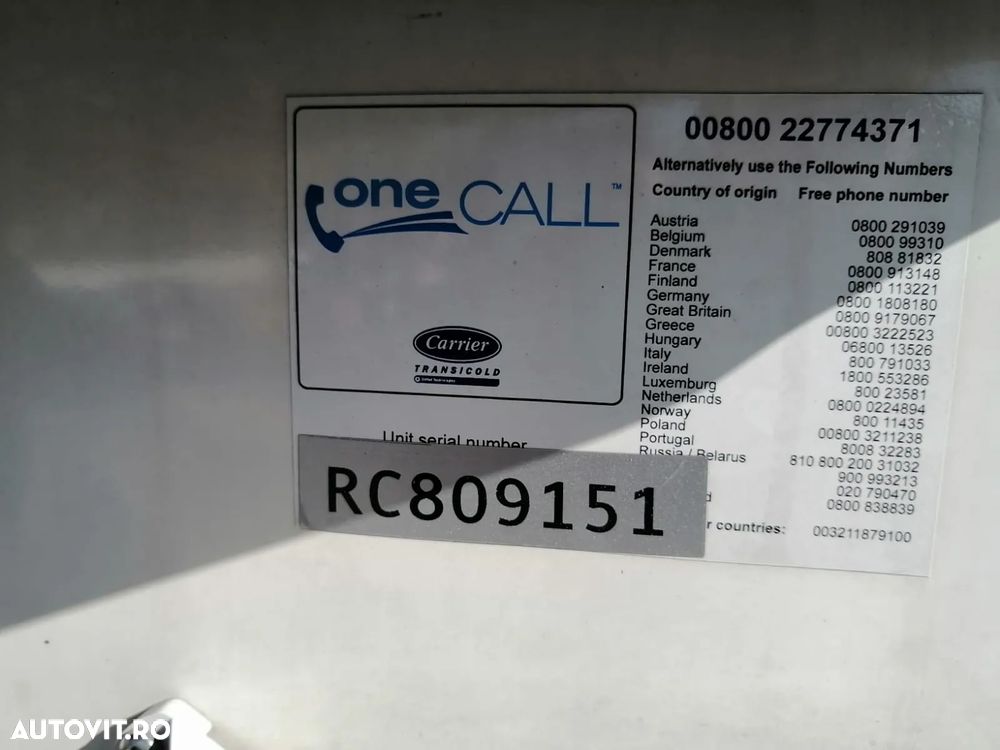 one CALL™
Carrier
TRANSICOLD
Unit serial number
RC809151
00800 22774371
Alternatively use the Following Numbers
Country of origin Free phone number
Austria 0800 291039
Belgium 0800 99310
Denmark 808 81832
France 0800 913148
Finland 0800 113221
Germany 0800 1808180
Great Britain 0800 9179067
Greece 00800 3222523
Hungary 06800 13526
Italy 800 791033
Ireland 1800 553286
Luxemburg 800 23581
Netherlands 0800 0224894
Norway 800 11435
Poland 00800 3211238
Portugal 8008 32283
Russia / Belarus 810 800 200 31032
900 993213
020 790470
0800 838839
countries: 003211879100
AUTOVIT.RO